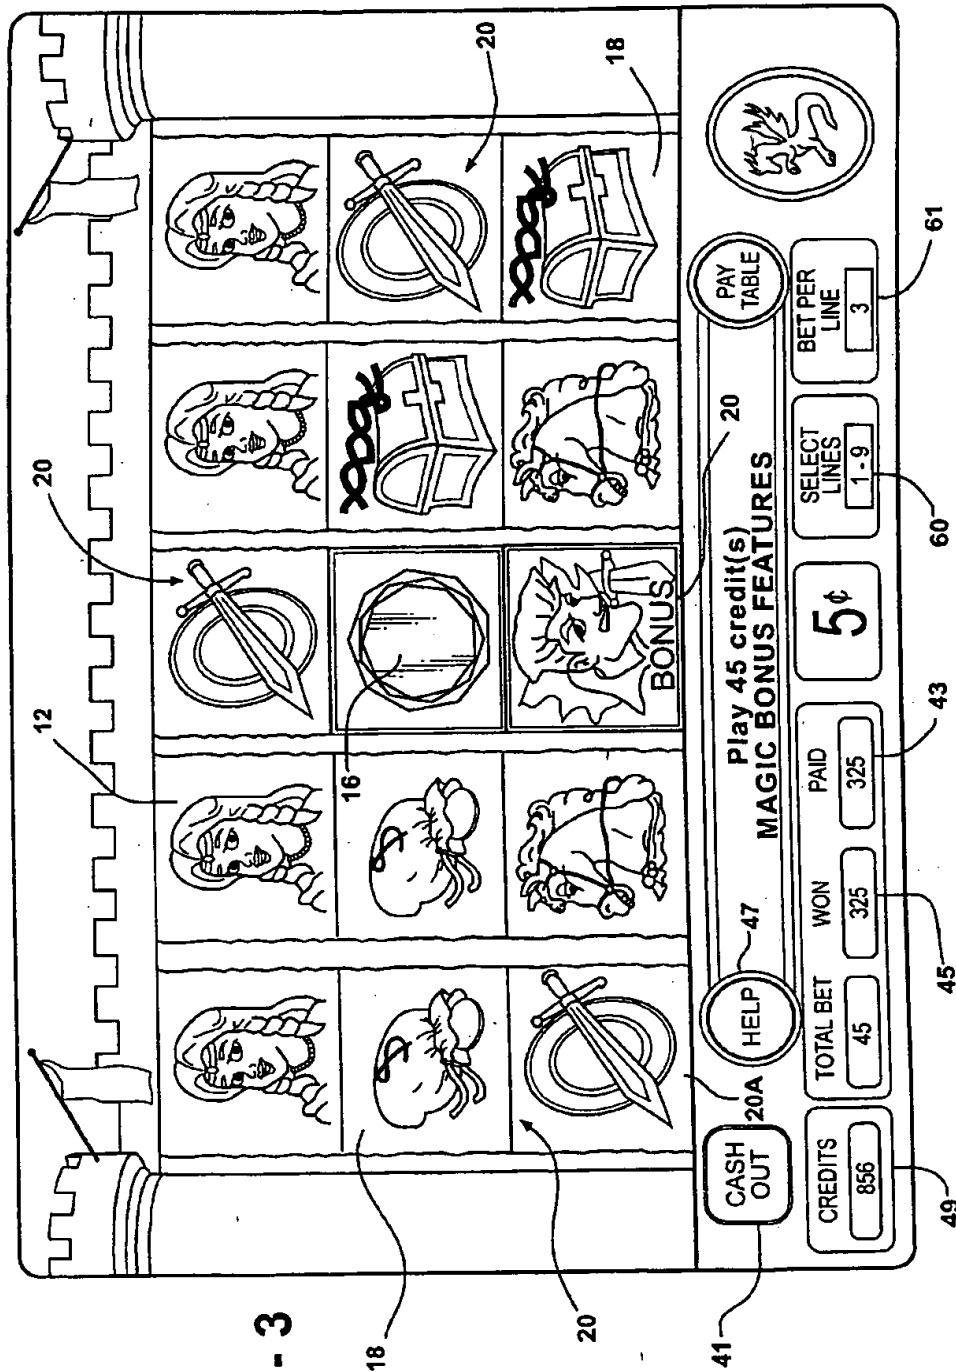 12
20
20
18
16
BONUS
18
20
20
20A
20
CASH
OUT
HELP
47
Play 45 credit(s)
MAGIC BONUS FEATURES
PAY
TABLE
CREDITS
856
TOTAL BET
45
WON
325
PAID
325
5¢
SELECT
LINES
1 - 9
BET PER
LINE
3
41
49
45
43
60
61
- 3